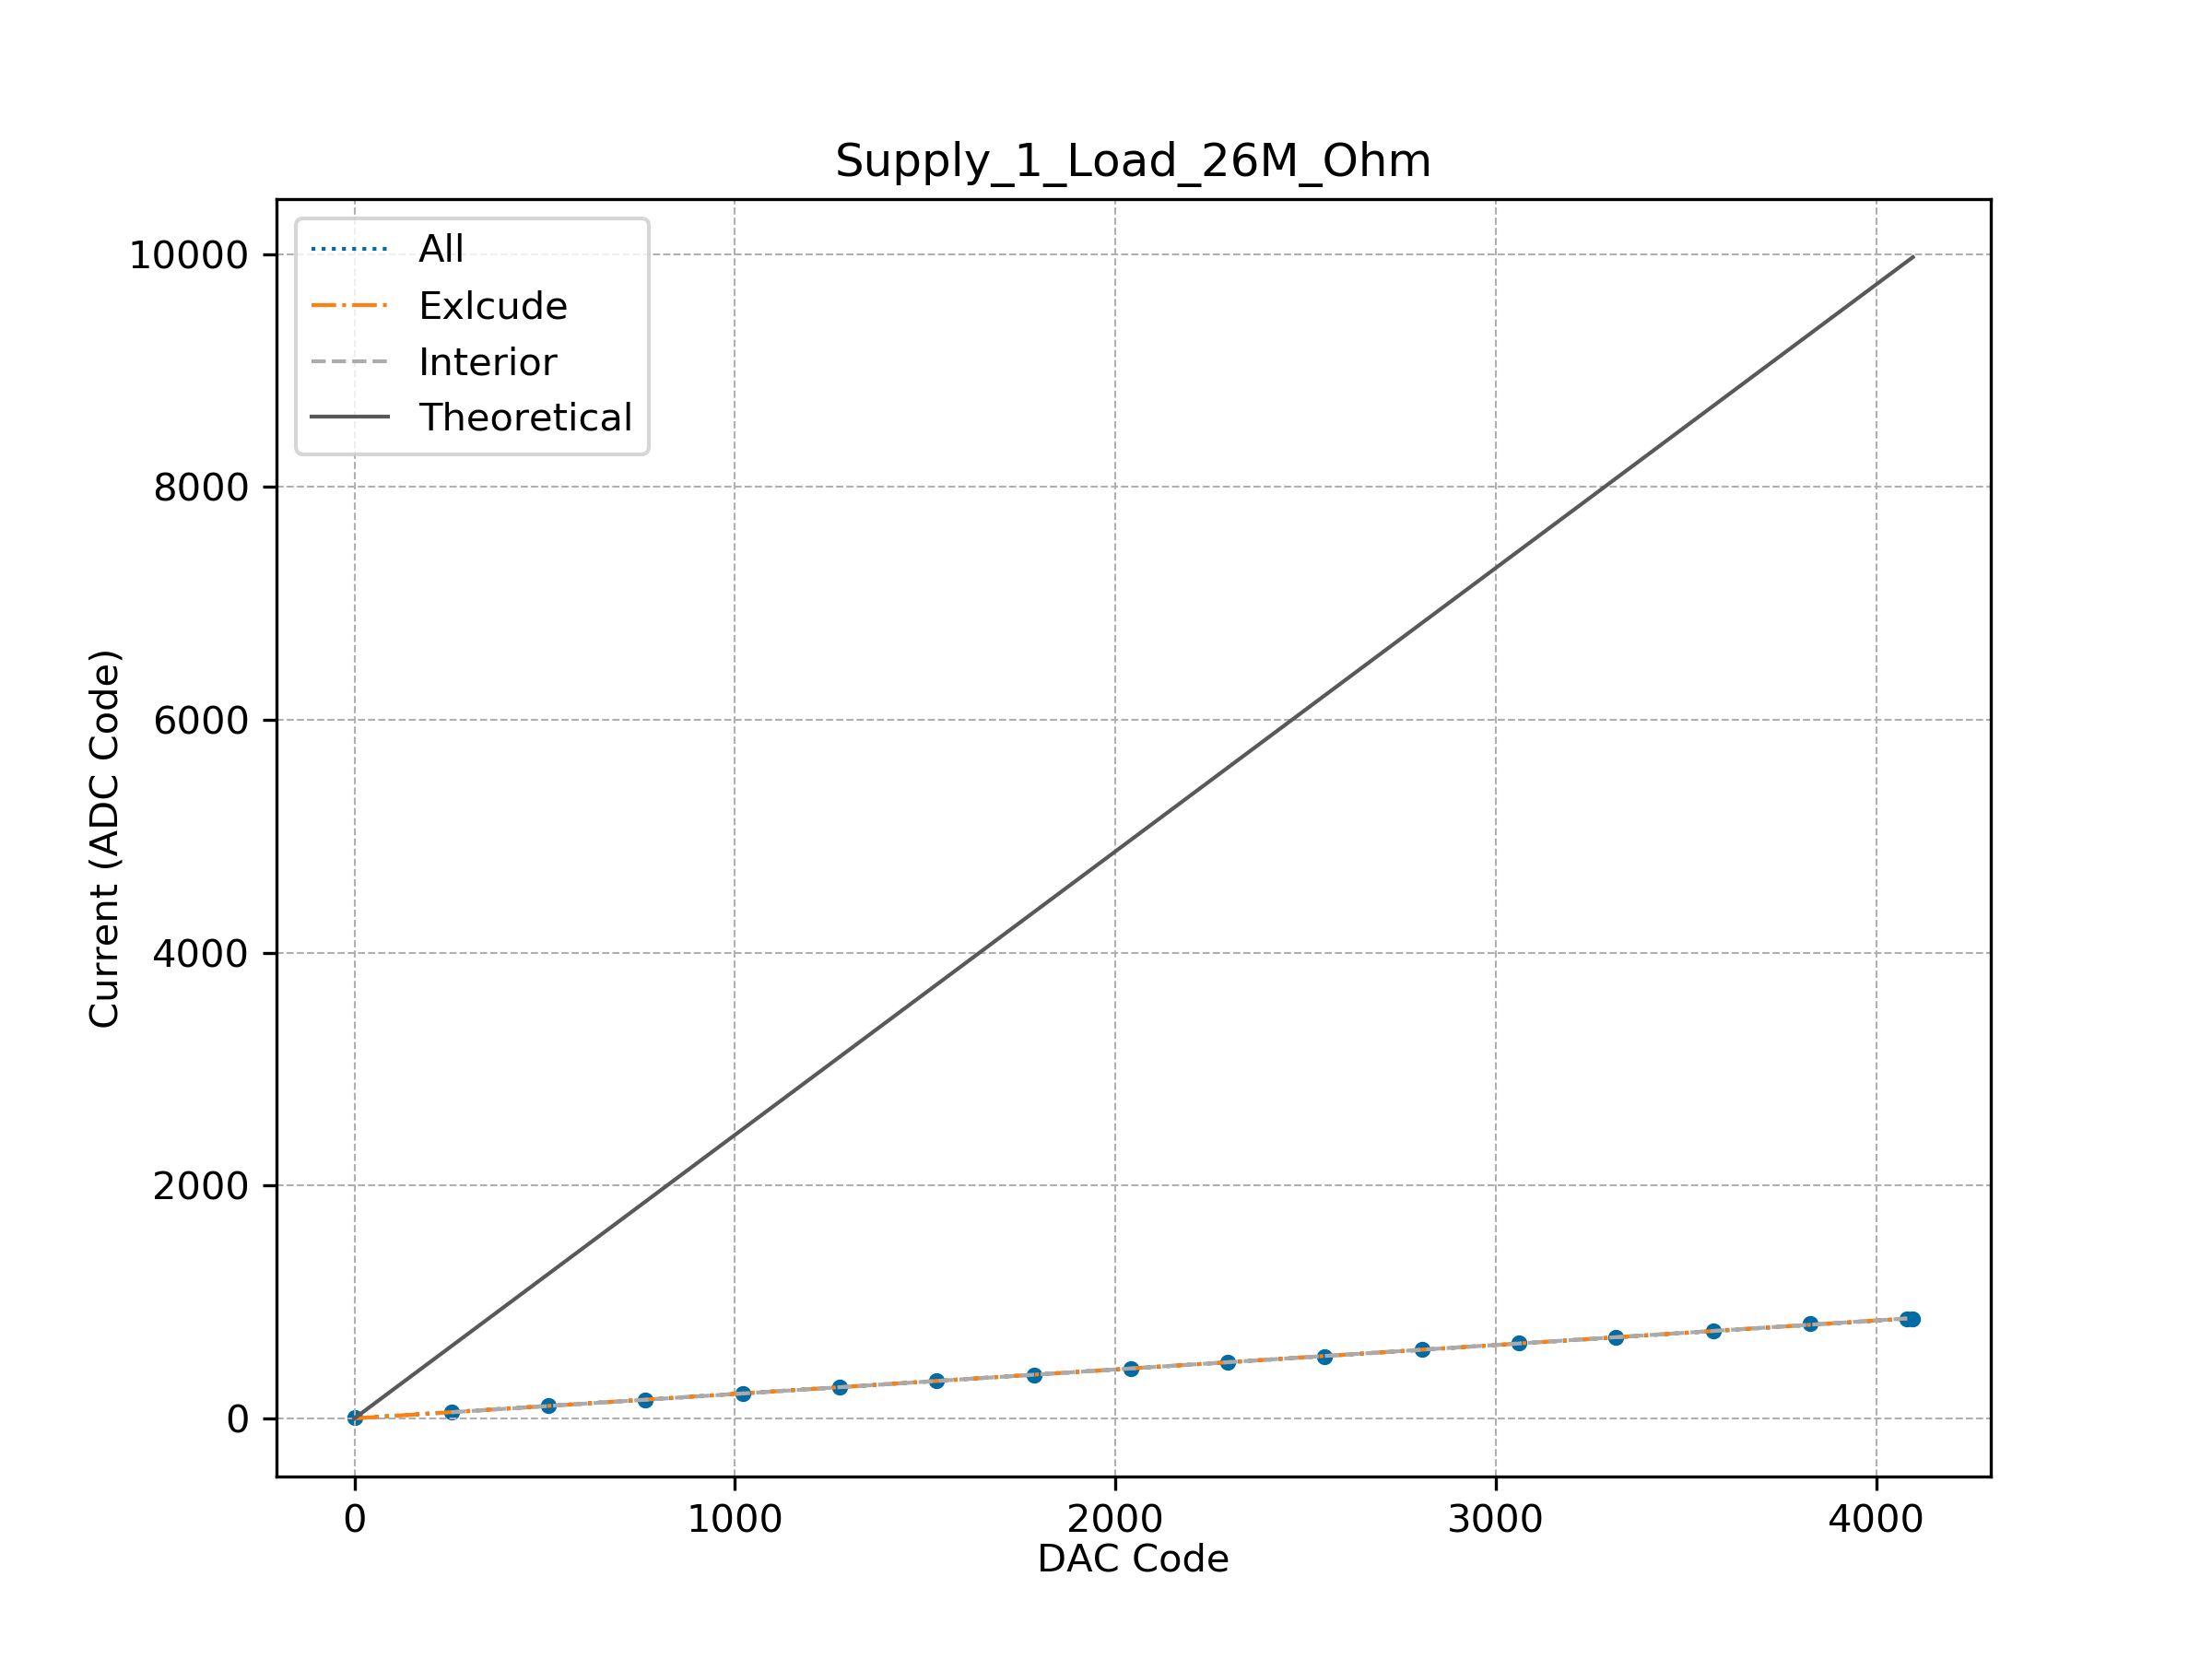 Supply_1_Load_26M_Ohm
All
Exlcude
Interior
Theoretical
10000
8000
6000
4000
2000
0
Current (ADC Code)
0 1000 2000 3000 4000
DAC Code